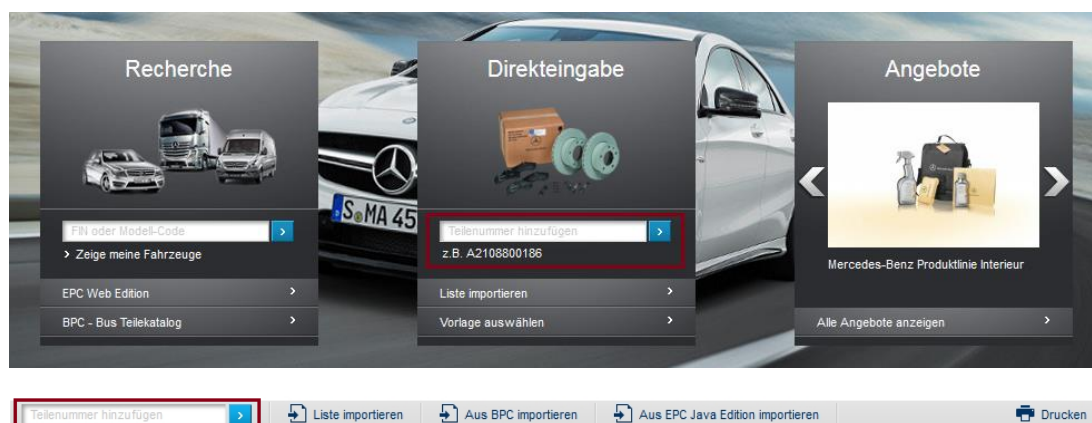 Recherche
FIN oder Modell-Code
Zeige meine Fahrzeuge
EPC Web Edition
BPC - Bus Teilekatalog
S MA 45
Direkteingabe
Teilenummer hinzufügen
z.B. A2108800186
Liste importieren
Vorlage auswählen
Angebote
Mercedes-Benz Produktlinie Interieur
Alle Angebote anzeigen
Teilenummer hinzufügen
Liste importieren
Aus BPC importieren
Aus EPC Java Edition importieren
Drucken